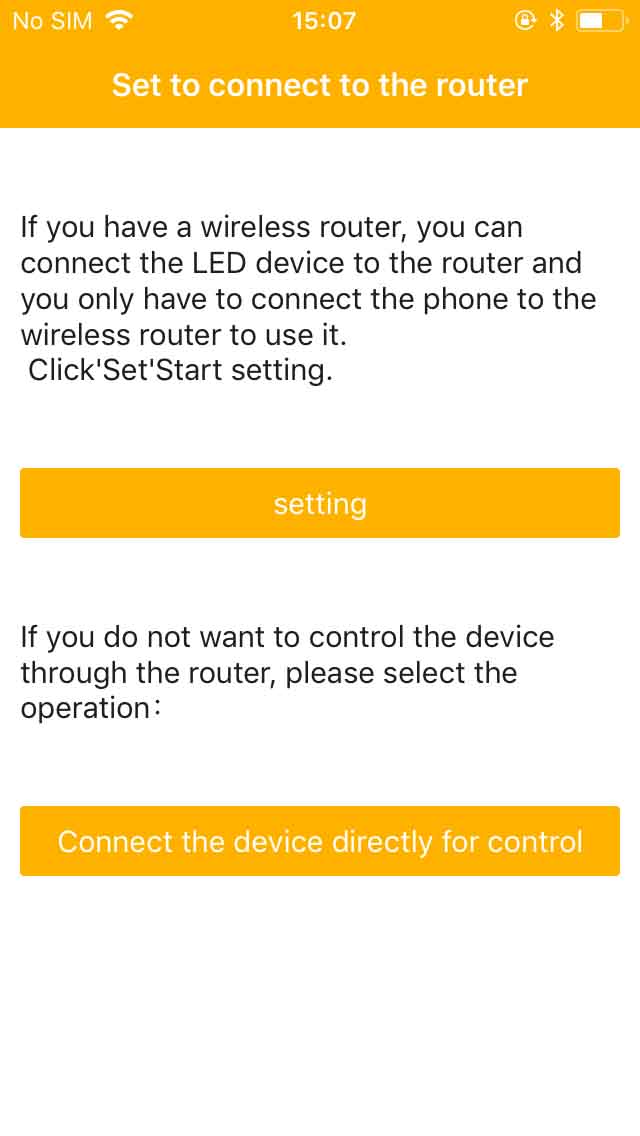 No SIM 15:07
Set to connect to the router
If you have a wireless router, you can
connect the LED device to the router and
you only have to connect the phone to the
wireless router to use it.
Click'Set'Start setting.
setting
If you do not want to control the device
through the router, please select the
operation：
Connect the device directly for control